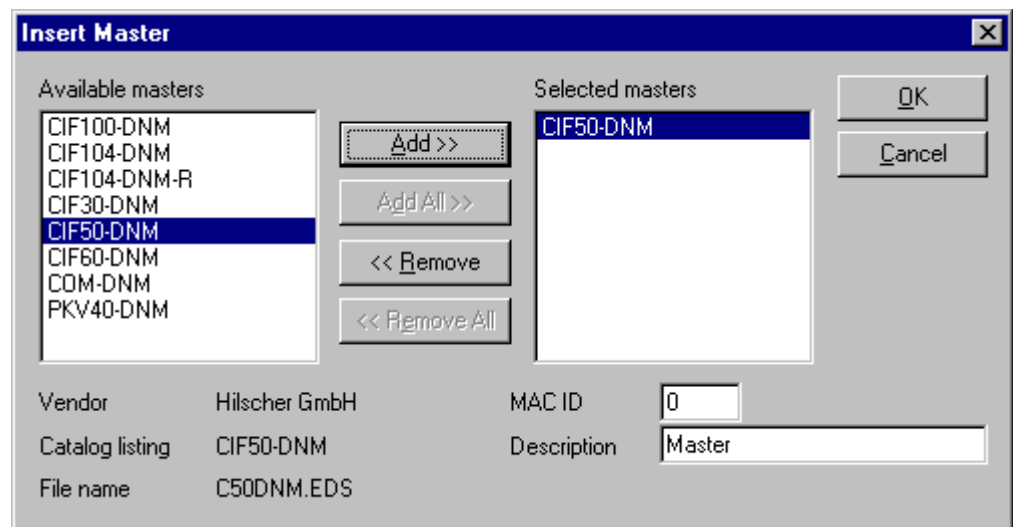 Insert Master
Available masters
CIF100-DNM
CIF104-DNM
CIF104-DNM-R
CIF30-DNM
CIF50-DNM
CIF60-DNM
COM-DNM
PKV40-DNM
Add >>
Add All >>
<< Remove
<< Remove All
Selected masters
CIF50-DNM
OK
Cancel
Vendor Hilscher GmbH MAC ID 0
Catalog listing CIF50-DNM Description Master
File name C50DNM.EDS